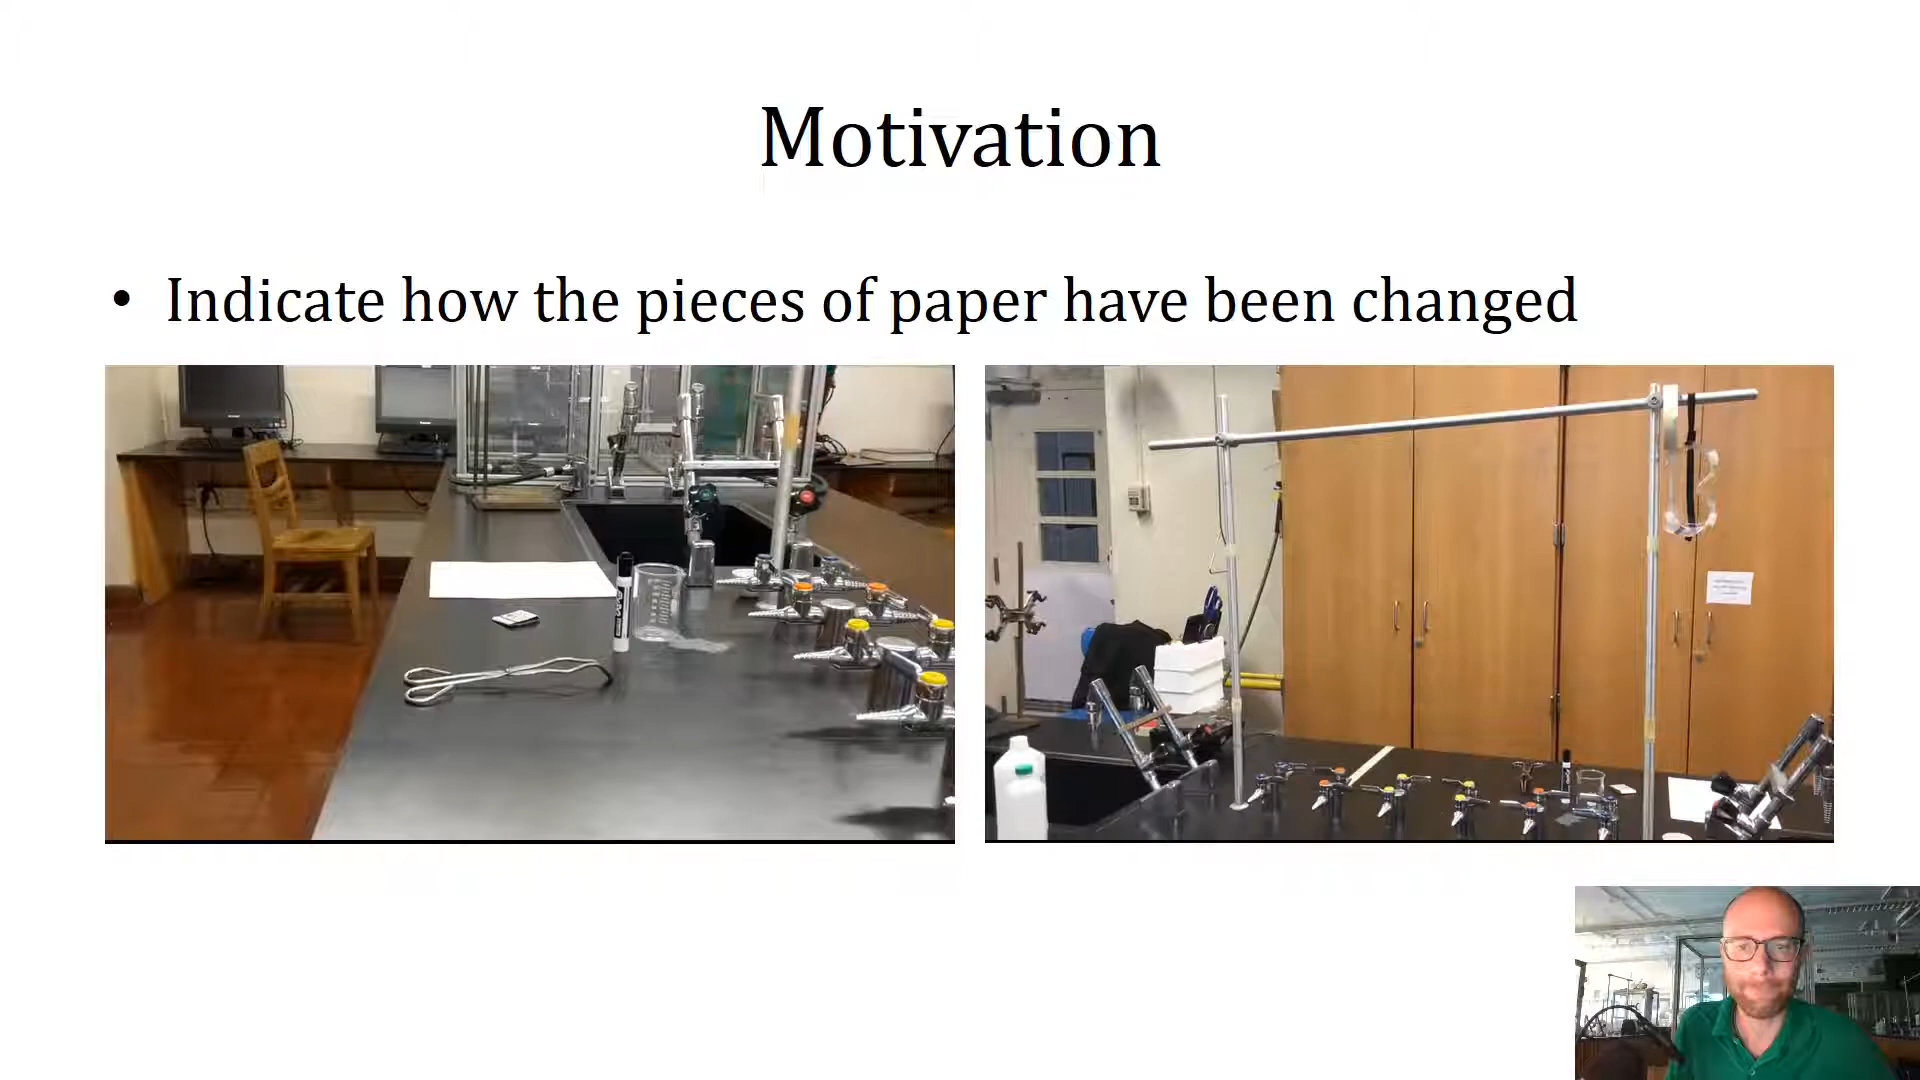 Motivation
• Indicate how the pieces of paper have been changed